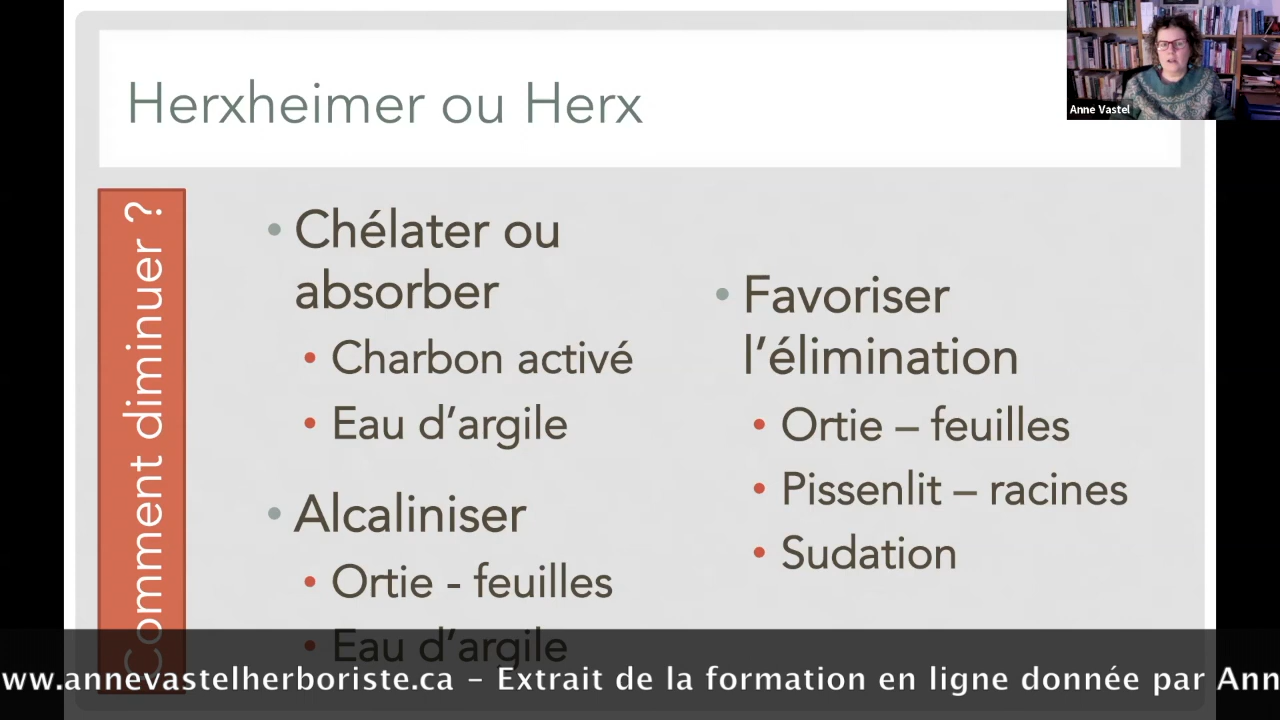 Herxheimer ou Herx
Anne Vastel
Comment diminuer ?
• Chélater ou
absorber
• Charbon activé
• Eau d'argile
• Alcaliniser
• Ortie - feuilles
• Eau d'argile
• Favoriser
l'élimination
• Ortie – feuilles
• Pissenlit – racines
• Sudation
ww.annevastelherboriste.ca – Extrait de la formation en ligne donnée par Ann